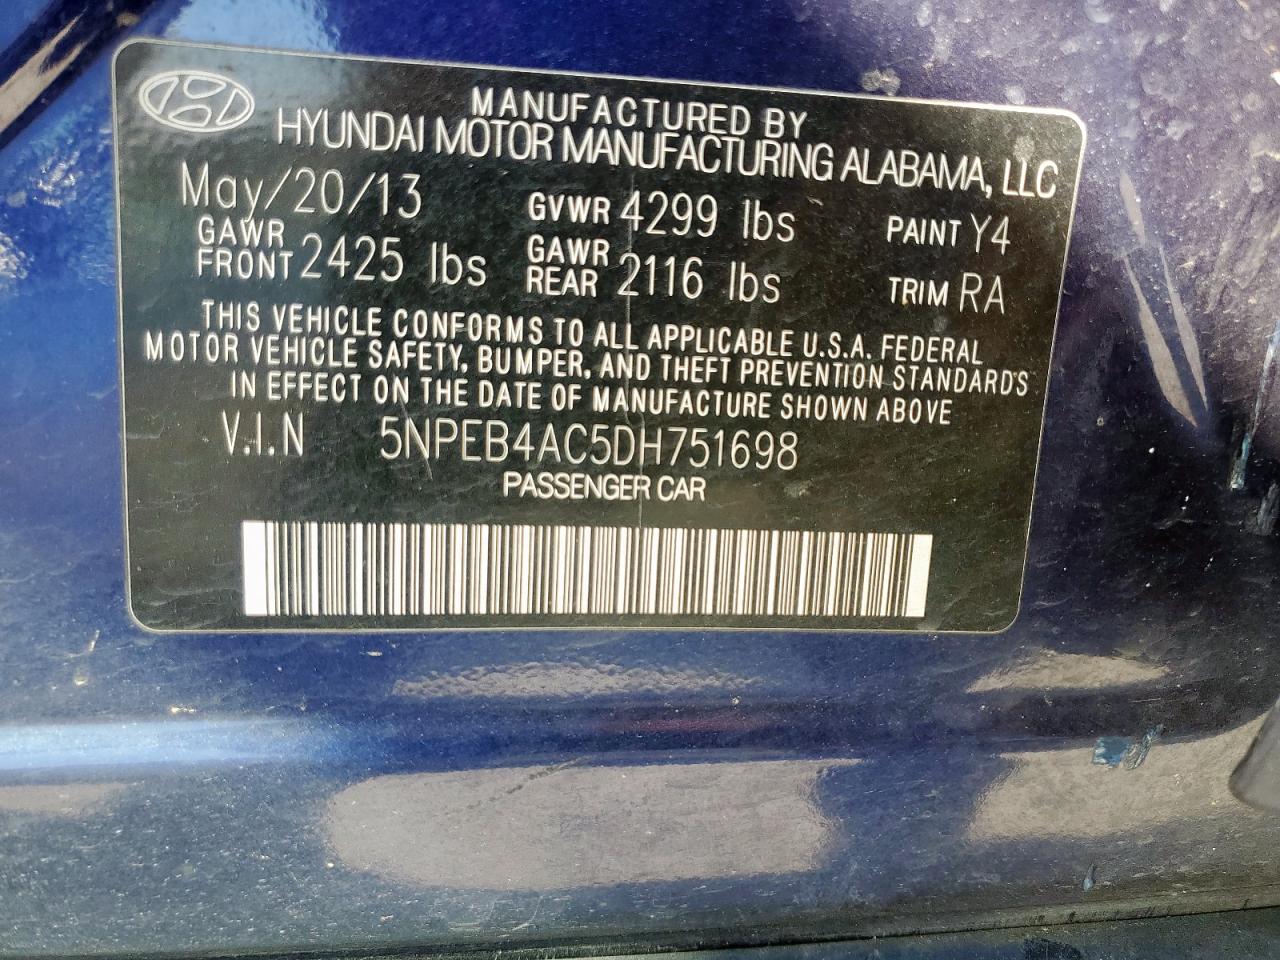 MANUFACTURED BY
HYUNDAI MOTOR MANUFACTURING ALABAMA, LLC
May/20/13 GVWR 4299 lbs PAINT Y4
GAWR FRONT 2425 lbs GAWR REAR 2116 lbs TRIM RA
THIS VEHICLE CONFORMS TO ALL APPLICABLE U.S.A. FEDERAL
MOTOR VEHICLE SAFETY, BUMPER, AND THEFT PREVENTION STANDARDS
IN EFFECT ON THE DATE OF MANUFACTURE SHOWN ABOVE
V.I.N 5NPEB4AC5DH751698
PASSENGER CAR